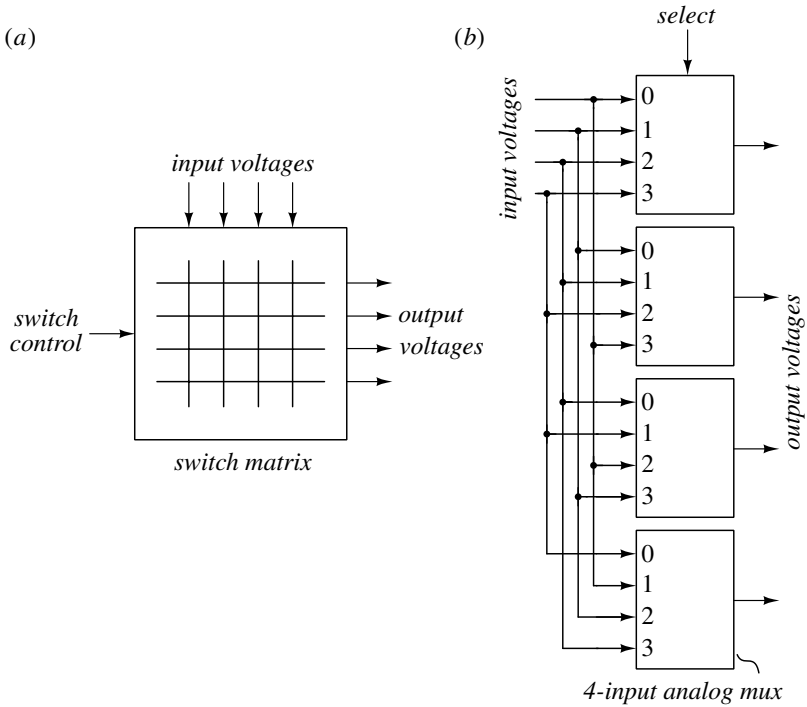 (a)
input voltages
switch
control
output
voltages
switch matrix
(b)
select
input voltages
0
1
2
3
0
1
2
3
0
1
2
3
0
1
2
3
output voltages
4-input analog mux